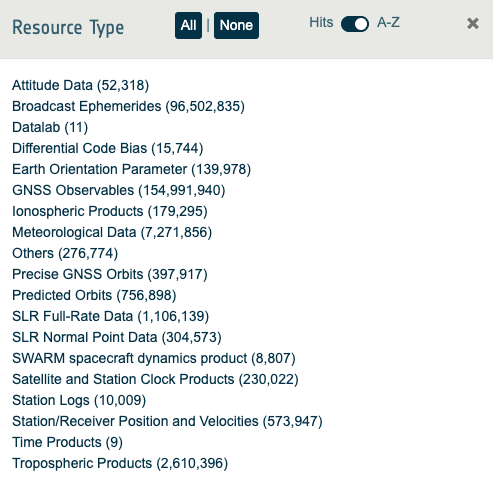 Resource Type All | None Hits A-Z ×
Attitude Data (52,318)
Broadcast Ephemerides (96,502,835)
Datalab (11)
Differential Code Bias (15,744)
Earth Orientation Parameter (139,978)
GNSS Observables (154,991,940)
Ionospheric Products (179,295)
Meteorological Data (7,271,856)
Others (276,774)
Precise GNSS Orbits (397,917)
Predicted Orbits (756,898)
SLR Full-Rate Data (1,106,139)
SLR Normal Point Data (304,573)
SWARM spacecraft dynamics product (8,807)
Satellite and Station Clock Products (230,022)
Station Logs (10,009)
Station/Receiver Position and Velocities (573,947)
Time Products (9)
Tropospheric Products (2,610,396)